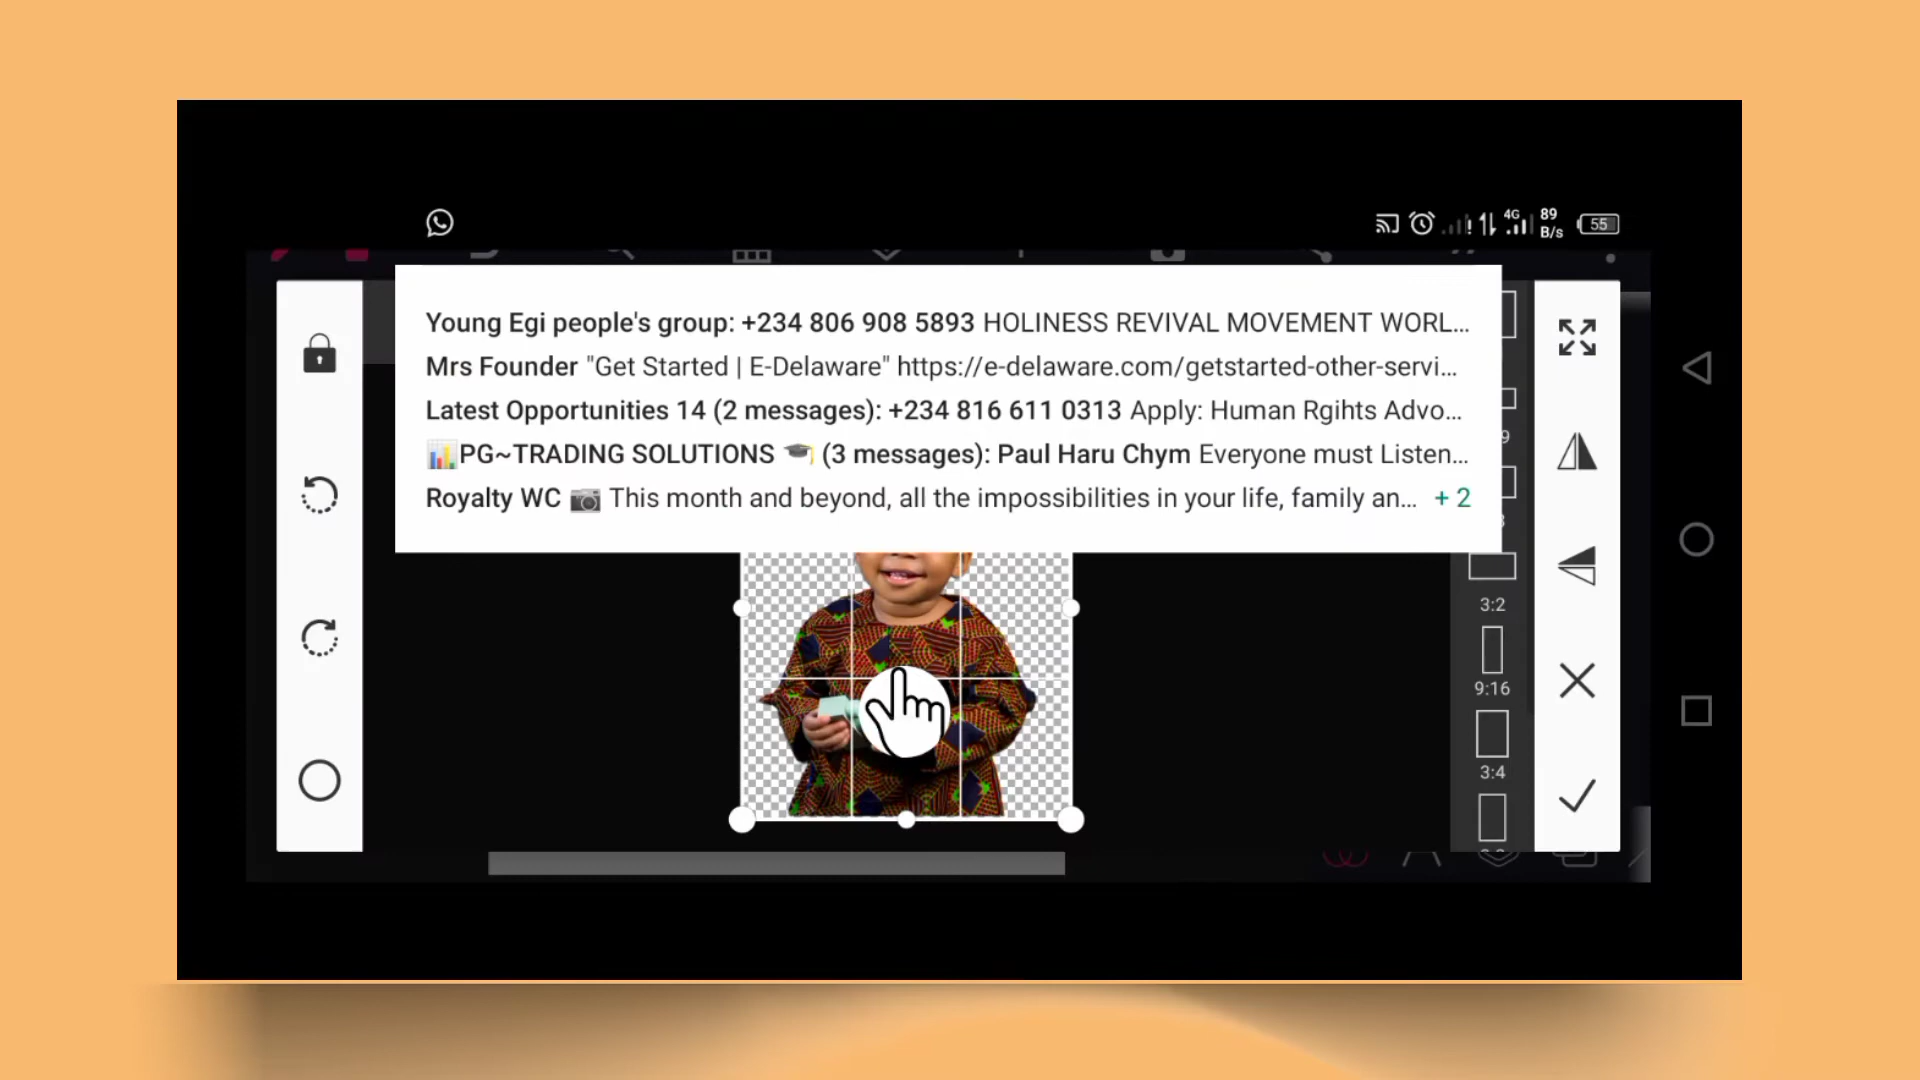 4G
89
B/s
55
Young Egi people's group: +234 806 908 5893 HOLINESS REVIVAL MOVEMENT WORL...
Mrs Founder "Get Started | E-Delaware" https://e-delaware.com/getstarted-other-servi...
Latest Opportunities 14 (2 messages): +234 816 611 0313 Apply: Human Rgihts Advo...
📊PG~TRADING SOLUTIONS 🎓 (3 messages): Paul Haru Chym Everyone must Listen...
Royalty WC 📷 This month and beyond, all the impossibilities in your life, family an... + 2
3:2
9:16
3:4